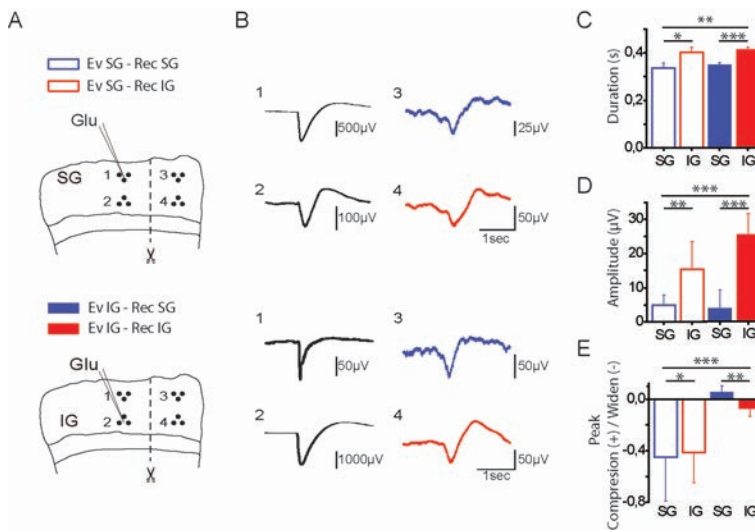 A
Ev SG - Rec SG
Ev SG - Rec IG
Glu
SG
1
3
2
4
Ev IG - Rec SG
Ev IG - Rec IG
Glu
1
3
IG
2
4
B
1
500µV
3
25µV
2
100µV
4
50µV
1sec
1
50µV
3
50µV
2
1000µV
4
50µV
1sec
C
Duration (s)
0,4
0,2
0,0
**
*
***
SG IG SG IG
D
Amplitude (µV)
30
20
10
0
***
**
***
SG IG SG IG
E
Peak
Compresion (+) / Widen (-)
0,0
-0,4
-0,8
***
*
**
SG IG SG IG